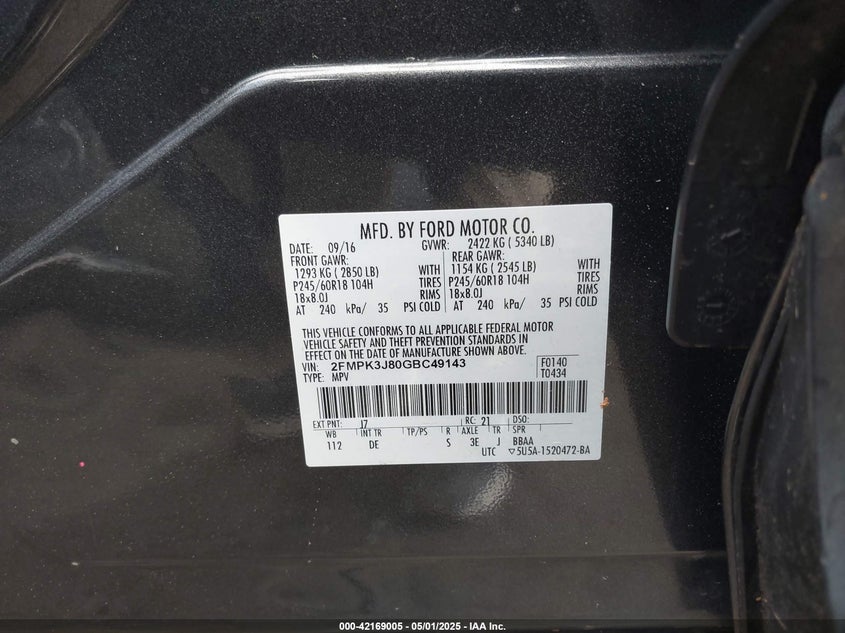 MFD. BY FORD MOTOR CO.
DATE: 09/16 GVWR: 2422 KG ( 5340 LB)
FRONT GAWR: REAR GAWR:
1293 KG ( 2850 LB) WITH 1154 KG ( 2545 LB) WITH
P245/60R18 104H TIRES P245/60R18 104H TIRES
18x8.0J RIMS 18x8.0J RIMS
AT 240 kPa/ 35 PSI COLD AT 240 kPa/ 35 PSI COLD
THIS VEHICLE CONFORMS TO ALL APPLICABLE FEDERAL MOTOR
VEHICLE SAFETY AND THEFT PREVENTION STANDARDS IN
EFFECT ON THE DATE OF MANUFACTURE SHOWN ABOVE.
VIN: 2FMPK3J80GBC49143 F0140
TYPE: MPV T0434
EXT PNT: J7 RC: 21 DSO:
WB INT TR TP/PS R AXLE TR SPR
112 DE S 3E J BBAA
UTC ▽5U5A-1520472-BA
000-42169005 - 05/01/2025 - IAA Inc.